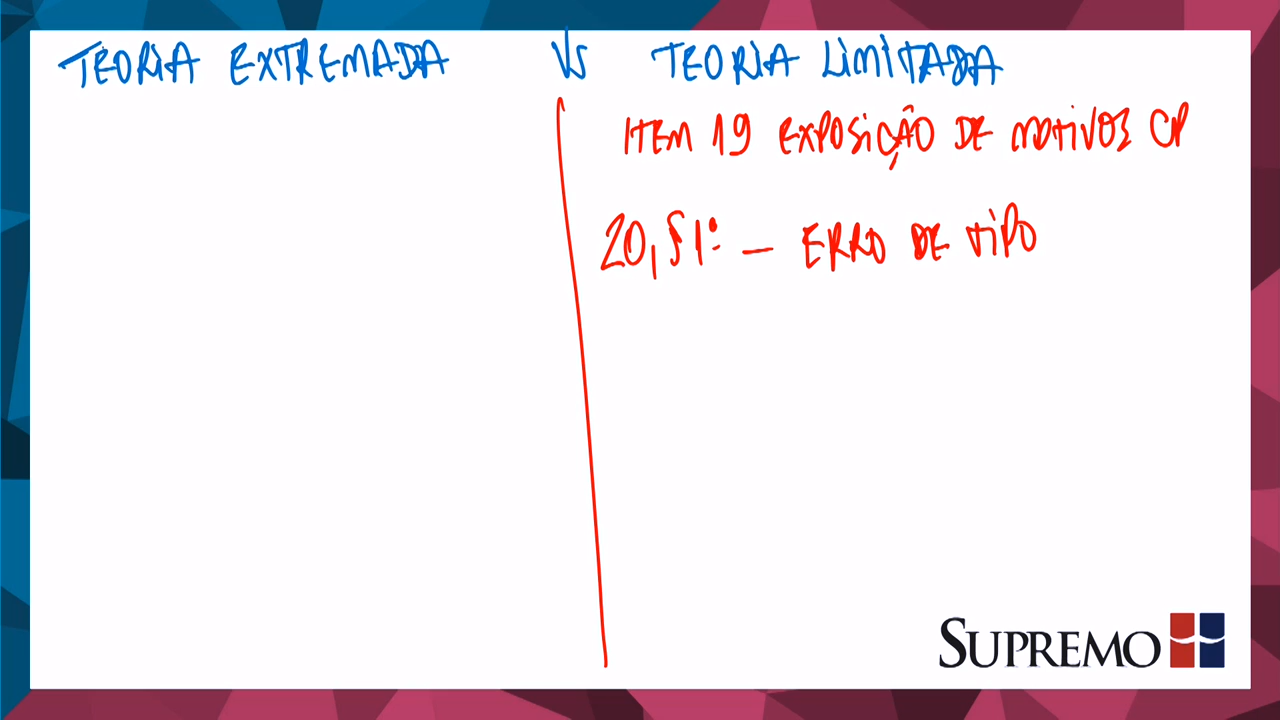 TEORIA EXTREMADA VS TEORIA LIMITADA
ITEM 19 EXPOSIÇÃO DE MOTIVOS CP
20, §1º – ERRO DE TIPO
SUPREMO